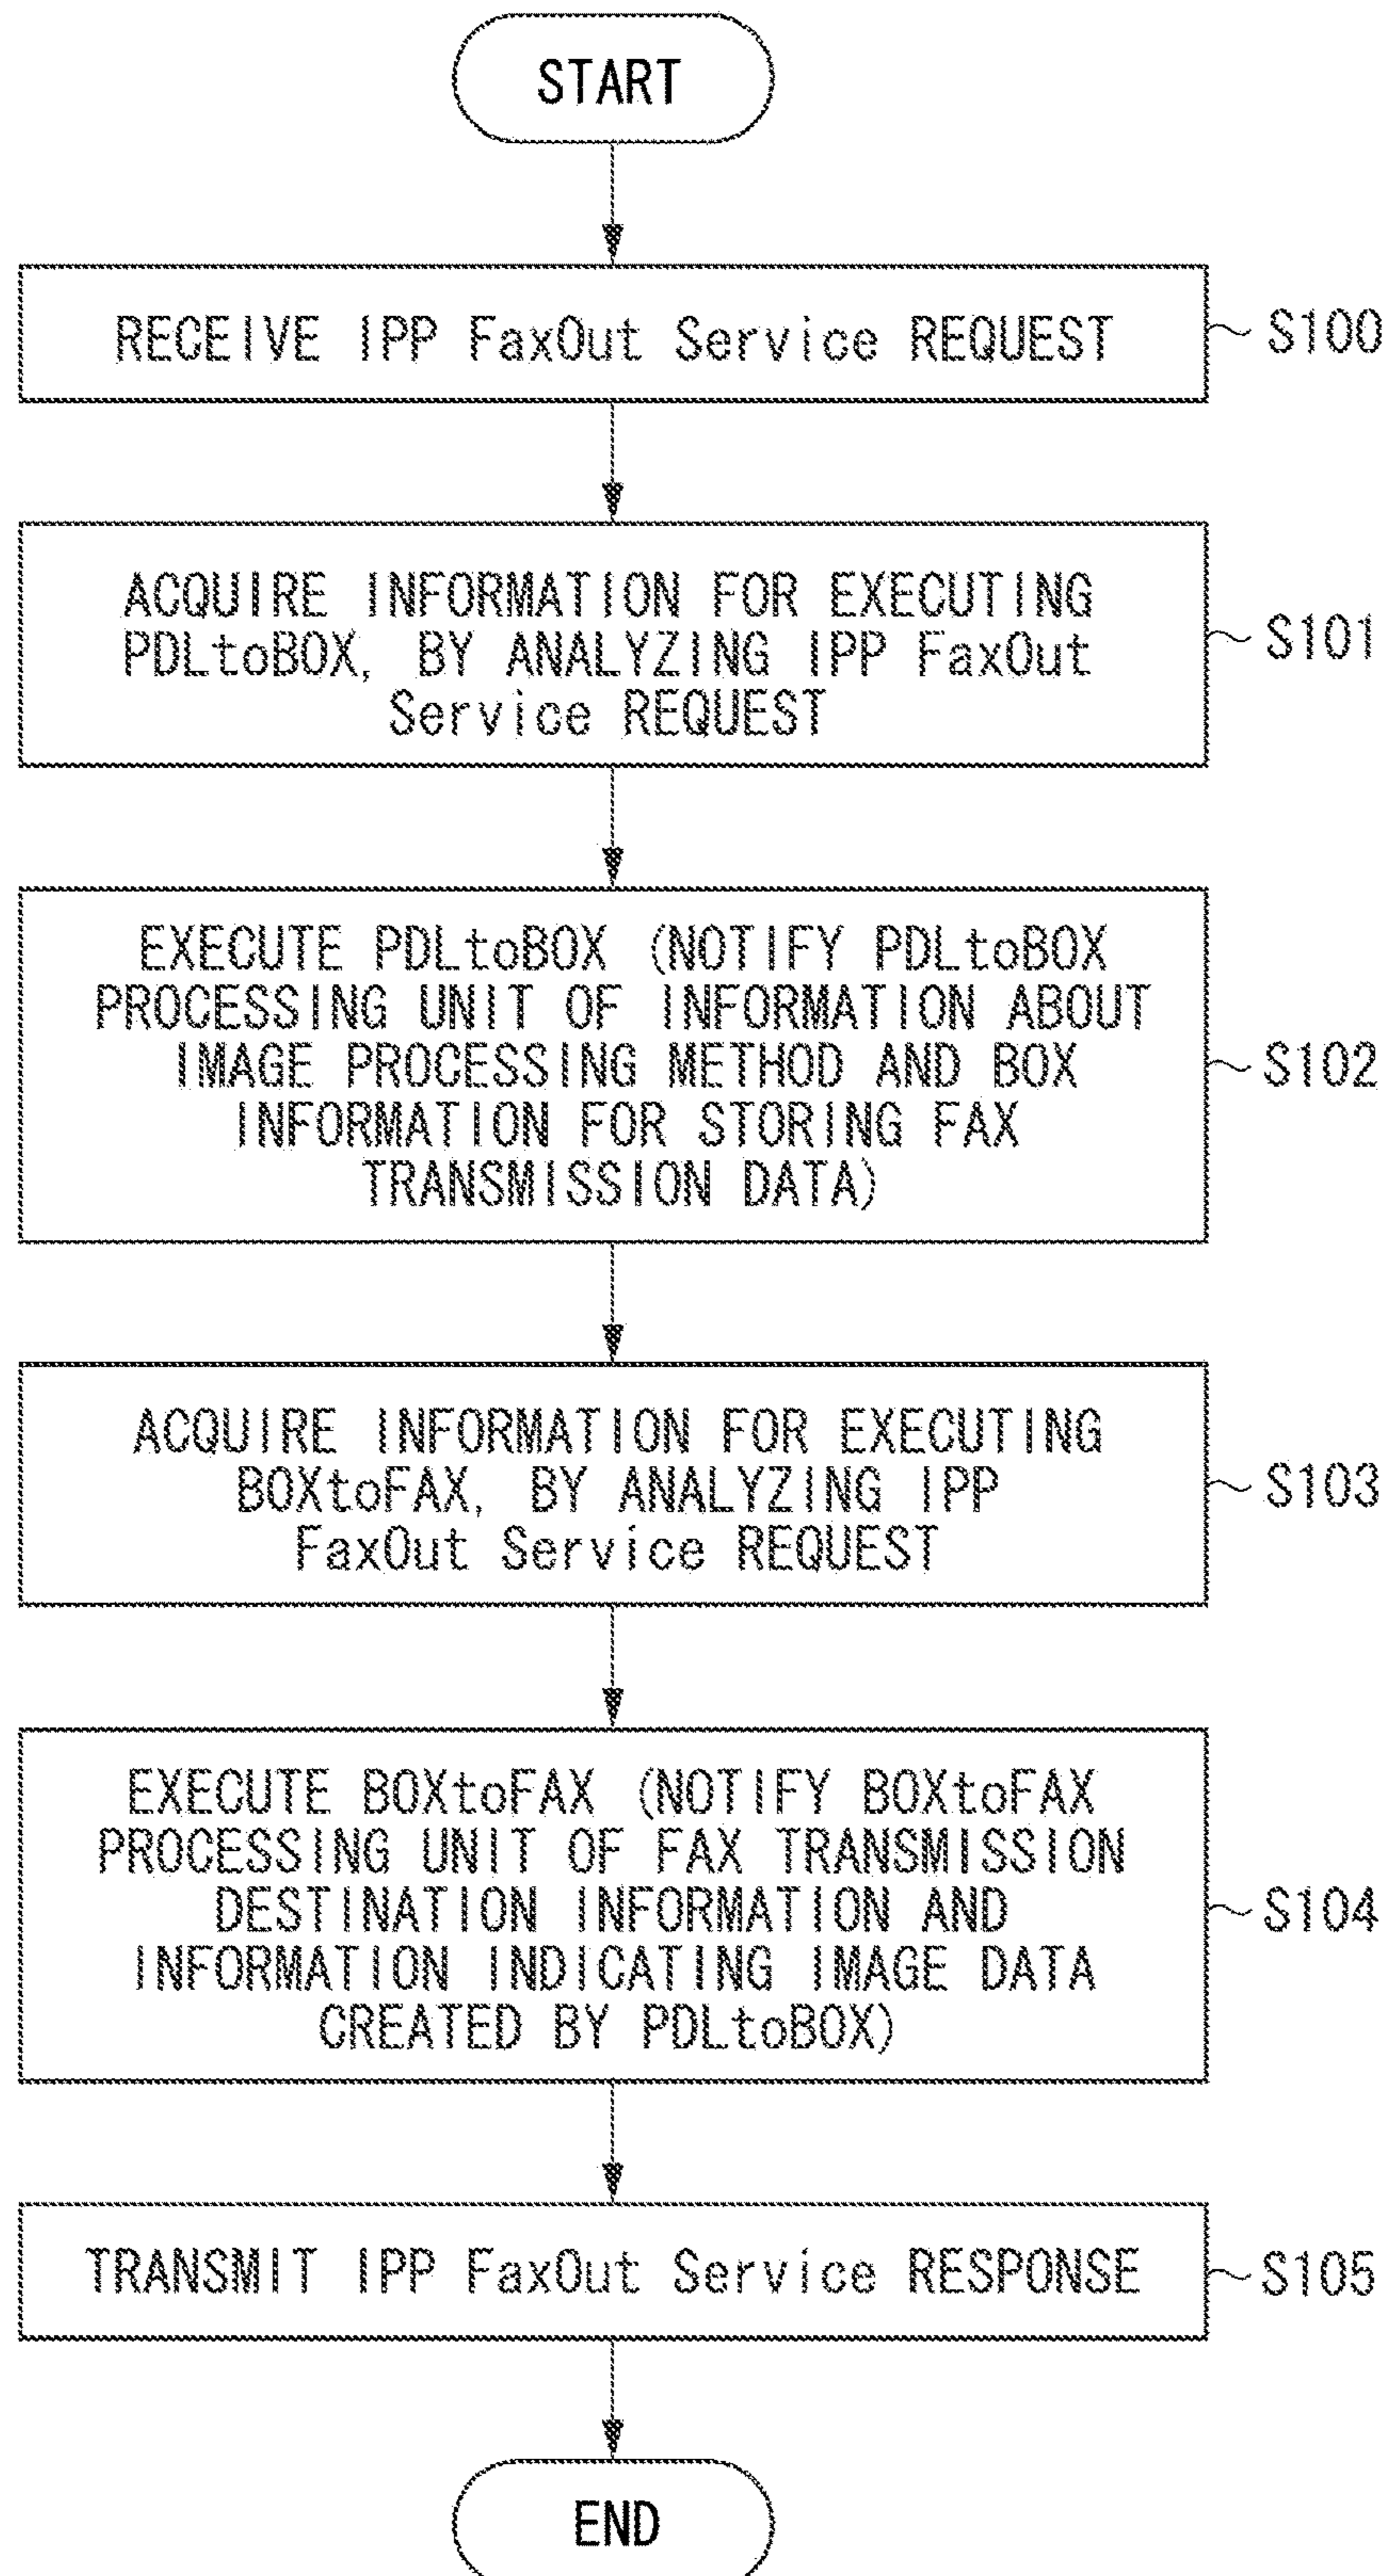 START
RECEIVE IPP FaxOut Service REQUEST
S100
ACQUIRE INFORMATION FOR EXECUTING
PDLtoBOX, BY ANALYZING IPP FaxOut
Service REQUEST
S101
EXECUTE PDLtoBOX (NOTIFY PDLtoBOX
PROCESSING UNIT OF INFORMATION ABOUT
IMAGE PROCESSING METHOD AND BOX
INFORMATION FOR STORING FAX
TRANSMISSION DATA)
S102
ACQUIRE INFORMATION FOR EXECUTING
BOXtoFAX, BY ANALYZING IPP
FaxOut Service REQUEST
S103
EXECUTE BOXtoFAX (NOTIFY BOXtoFAX
PROCESSING UNIT OF FAX TRANSMISSION
DESTINATION INFORMATION AND
INFORMATION INDICATING IMAGE DATA
CREATED BY PDLtoBOX)
S104
TRANSMIT IPP FaxOut Service RESPONSE
S105
END